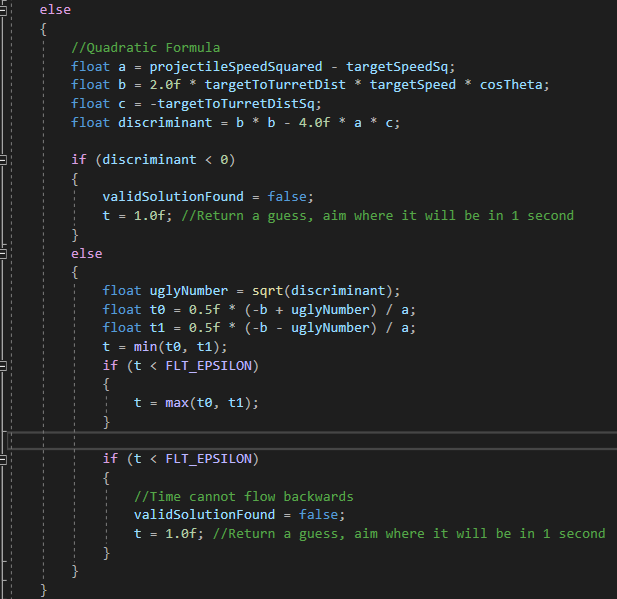 else
{
//Quadratic Formula
float a = projectileSpeedSquared - targetSpeedSq;
float b = 2.0f * targetToTurretDist * targetSpeed * cosTheta;
float c = -targetToTurretDistSq;
float discriminant = b * b - 4.0f * a * c;
if (discriminant < 0)
{
validSolutionFound = false;
t = 1.0f; //Return a guess, aim where it will be in 1 second
}
else
{
float uglyNumber = sqrt(discriminant);
float t0 = 0.5f * (-b + uglyNumber) / a;
float t1 = 0.5f * (-b - uglyNumber) / a;
t = min(t0, t1);
if (t < FLT_EPSILON)
{
t = max(t0, t1);
}
if (t < FLT_EPSILON)
{
//Time cannot flow backwards
validSolutionFound = false;
t = 1.0f; //Return a guess, aim where it will be in 1 second
}
}
}